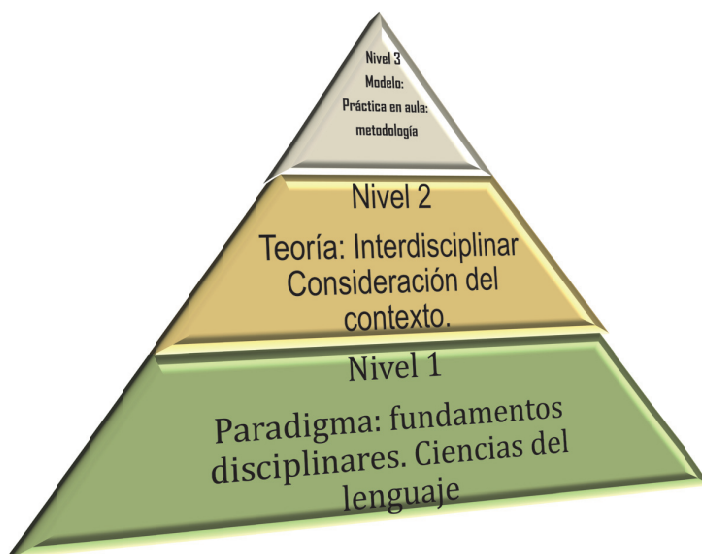 Nivel 3
Modelo:
Práctica en aula:
metodología
Nivel 2
Teoría: Interdisciplinar
Consideración del
contexto.
Nivel 1
Paradigma: fundamentos
disciplinares. Ciencias del
lenguaje